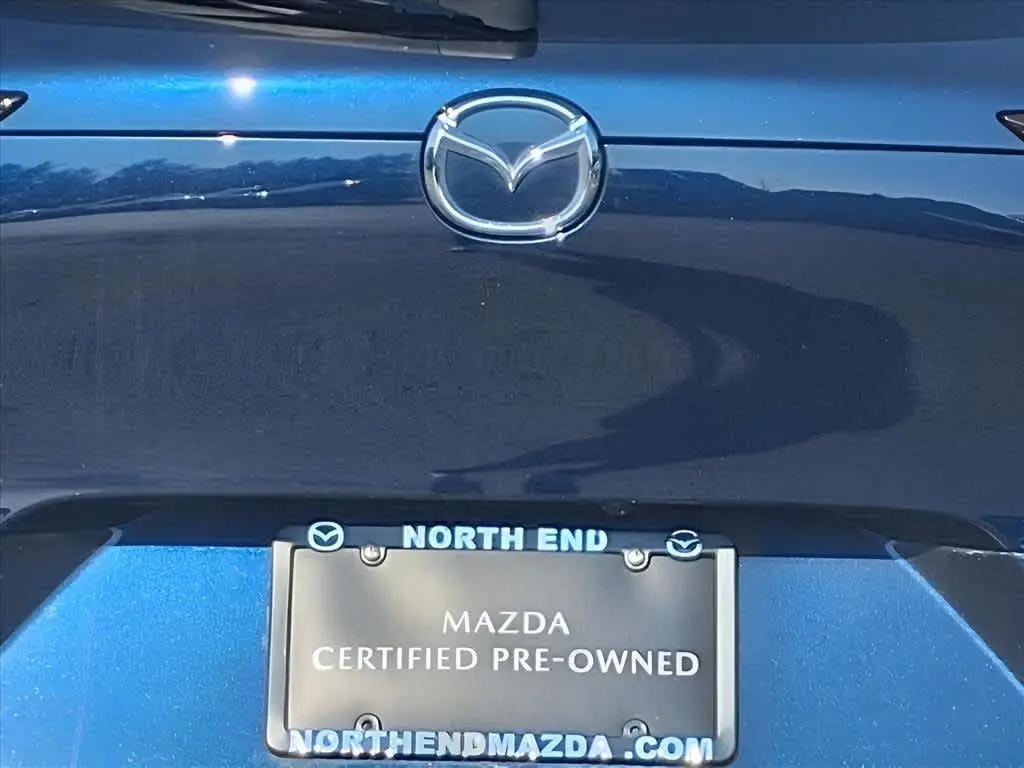 NORTH END
MAZDA
CERTIFIED PRE-OWNED
NORTHENDMAZDA.COM